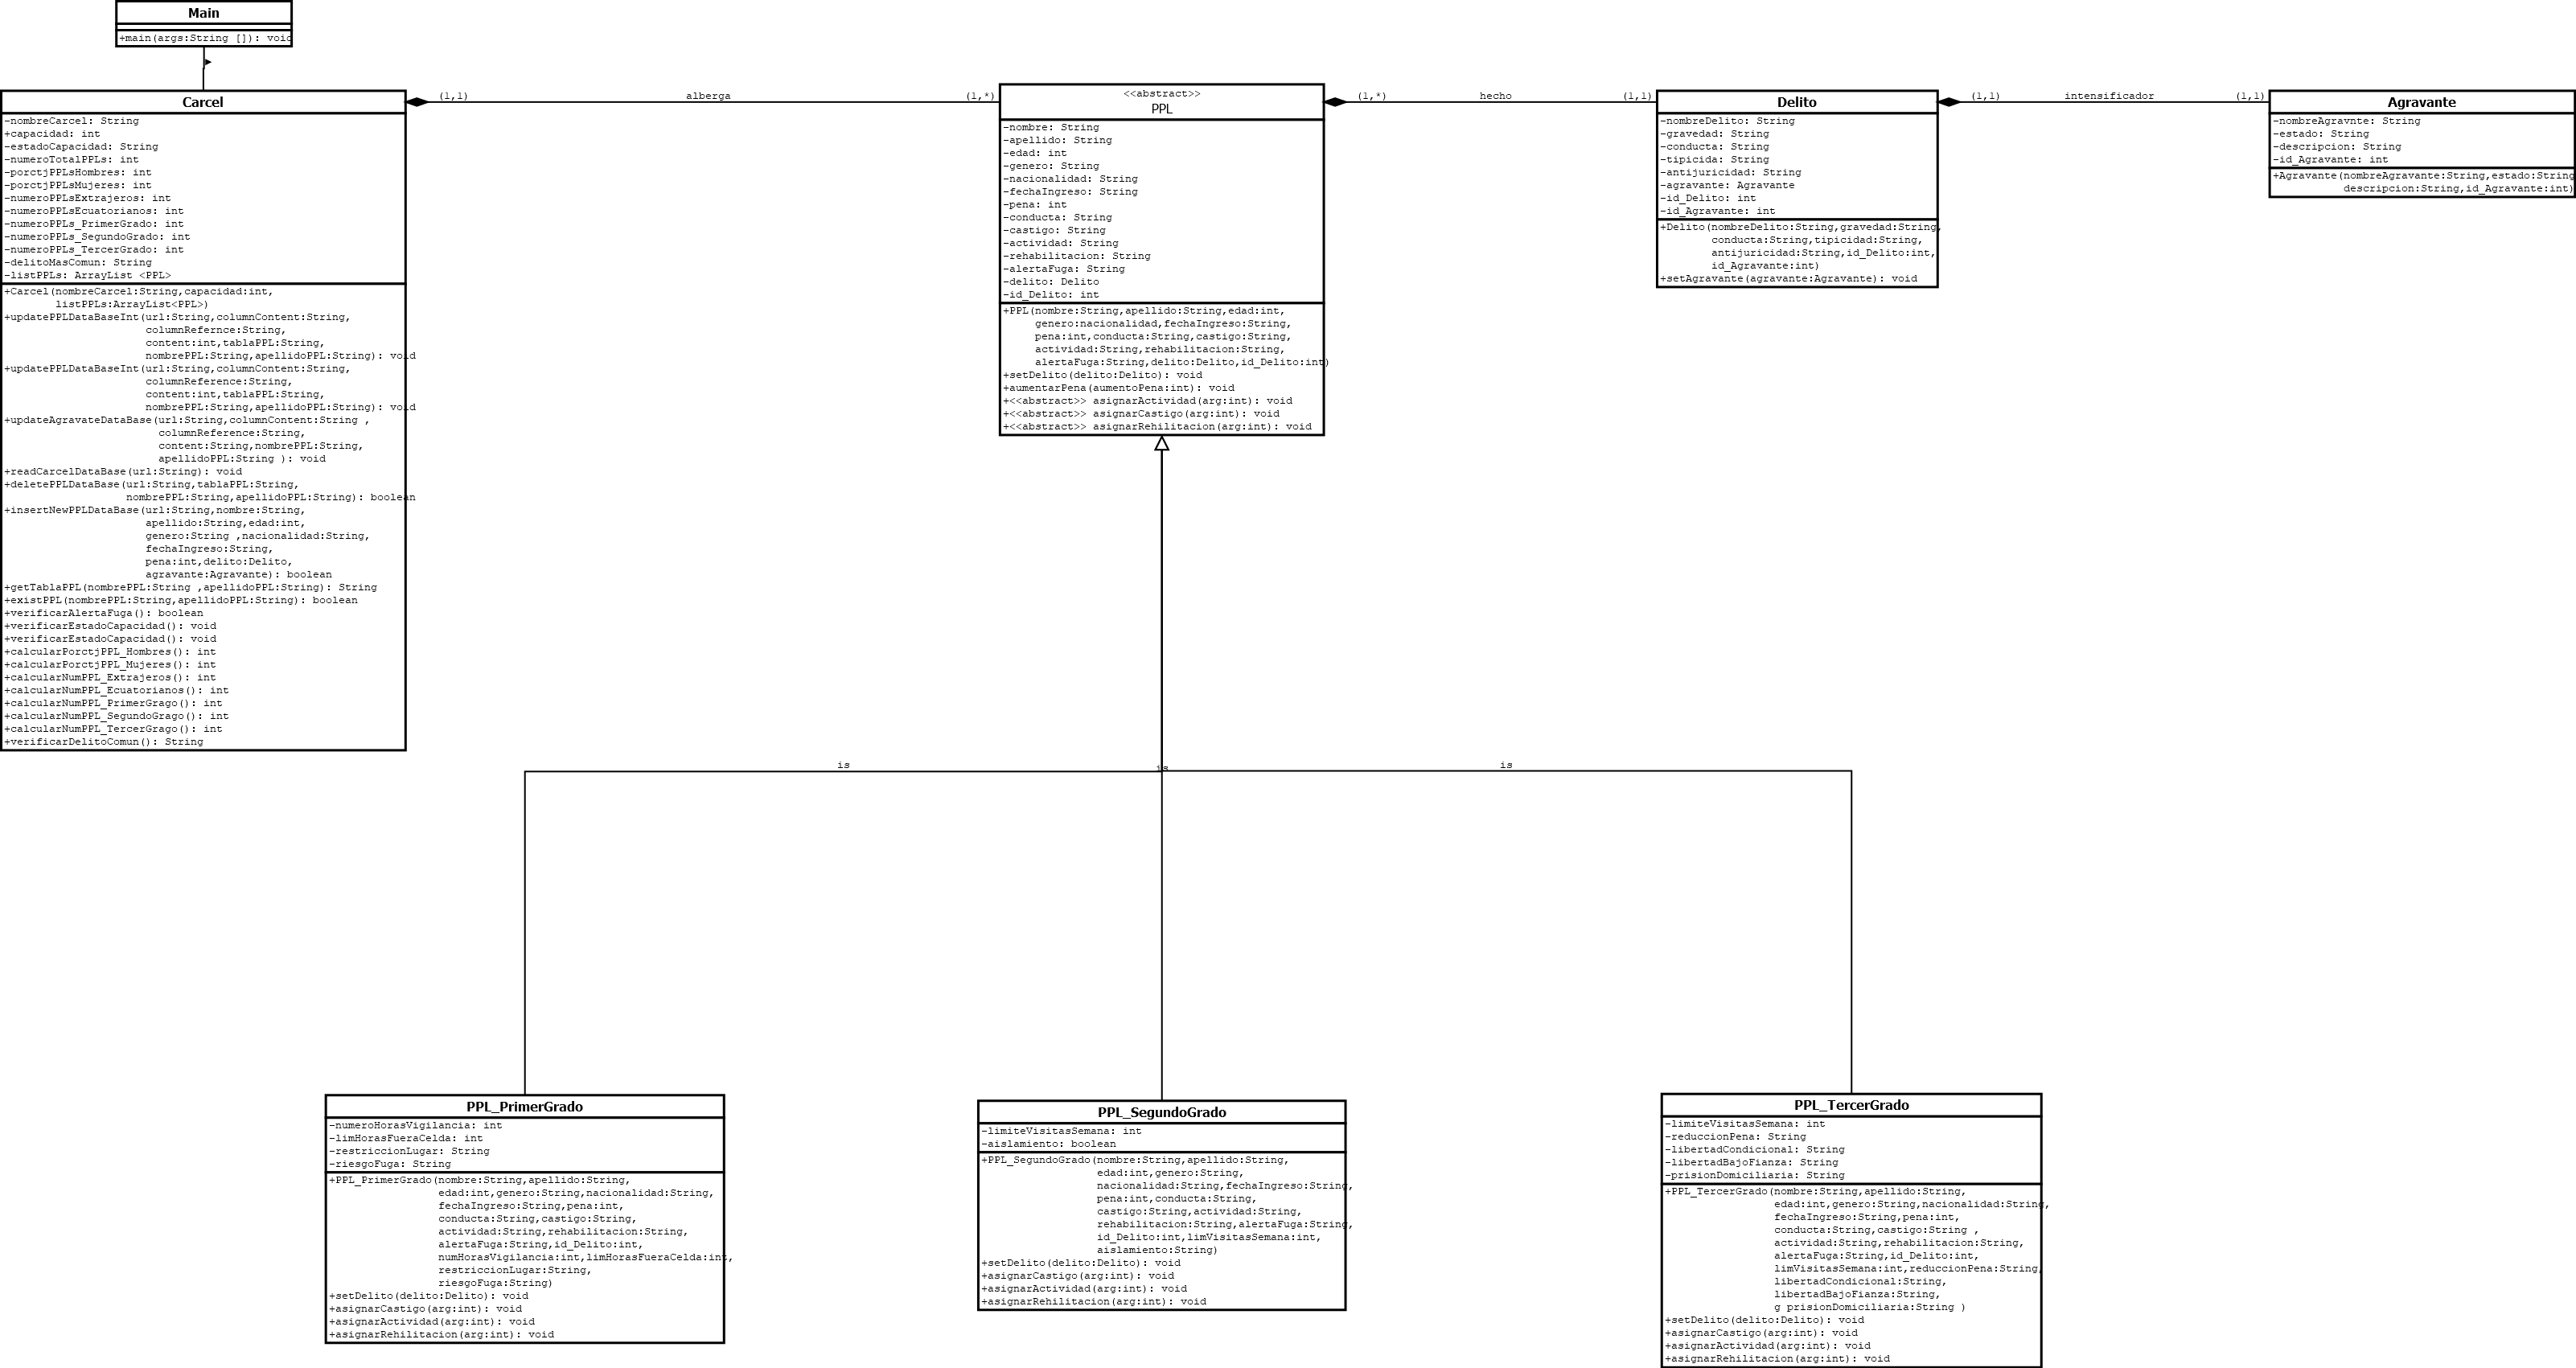 Main
+main(args:String []): void
Carcel
-nombreCarcel: String
+capacidad: int
-estadoCapacidad: String
-numeroTotalPPLs: int
-porctjPPLsHombres: int
-porctjPPLsMujeres: int
-numeroPPLsExtrajeros: int
-numeroPPLsEcuatorianos: int
-numeroPPLs_PrimerGrado: int
-numeroPPLs_SegundoGrado: int
-numeroPPLs_TercerGrado: int
-delitoMasComun: String
-listPPLs: ArrayList <PPL>
+Carcel(nombreCarcel:String,capacidad:int,
listPPLs:ArrayList<PPL>)
+updatePPLDataBaseInt(url:String,columnContent:String,
columnRefernce:String,
content:int,tablaPPL:String,
nombrePPL:String,apellidoPPL:String): void
+updatePPLDataBaseInt(url:String,columnContent:String,
columnReference:String,
content:int,tablaPPL:String,
nombrePPL:String,apellidoPPL:String): void
+updateAgravateDataBase(url:String,columnContent:String ,
columnReference:String,
content:String,nombrePPL:String,
apellidoPPL:String ): void
+readCarcelDataBase(url:String): void
+deletePPLDataBase(url:String,tablaPPL:String,
nombrePPL:String,apellidoPPL:String): boolean
+insertNewPPLDataBase(url:String,nombre:String,
apellido:String,edad:int,
genero:String ,nacionalidad:String,
fechaIngreso:String,
pena:int,delito:Delito,
agravante:Agravante): boolean
+getTablaPPL(nombrePPL:String ,apellidoPPL:String): String
+existPPL(nombrePPL:String,apellidoPPL:String): boolean
+verificarAlertaFuga(): boolean
+verificarEstadoCapacidad(): void
+verificarEstadoCapacidad(): void
+calcularPorctjPPL_Hombres(): int
+calcularPorctjPPL_Mujeres(): int
+calcularNumPPL_Extrajeros(): int
+calcularNumPPL_Ecuatorianos(): int
+calcularNumPPL_PrimerGrago(): int
+calcularNumPPL_SegundoGrago(): int
+calcularNumPPL_TercerGrago(): int
+verificarDelitoComun(): String
(1,1) alberga (1,*)
<<abstract>>
PPL
-nombre: String
-apellido: String
-edad: int
-genero: String
-nacionalidad: String
-fechaIngreso: String
-pena: int
-conducta: String
-castigo: String
-actividad: String
-rehabilitacion: String
-alertaFuga: String
-delito: Delito
-id_Delito: int
+PPL(nombre:String,apellido:String,edad:int,
genero:nacionalidad,fechaIngreso:String,
pena:int,conducta:String,castigo:String,
actividad:String,rehabilitacion:String,
alertaFuga:String,delito:Delito,id_Delito:int)
+setDelito(delito:Delito): void
+aumentarPena(aumentoPena:int): void
+<<abstract>> asignarActividad(arg:int): void
+<<abstract>> asignarCastigo(arg:int): void
+<<abstract>> asignarRehilitacion(arg:int): void
(1,*) hecho (1,1)
Delito
-nombreDelito: String
-gravedad: String
-conducta: String
-tipicida: String
-antijuricidad: String
-agravante: Agravante
-id_Delito: int
-id_Agravante: int
+Delito(nombreDelito:String,gravedad:String,
conducta:String,tipicidad:String,
antijuricidad:String,id_Delito:int,
id_Agravante:int)
+setAgravante(agravante:Agravante): void
(1,1) intensificador (1,1)
Agravante
-nombreAgravnte: String
-estado: String
-descripcion: String
-id_Agravante: int
+Agravante(nombreAgravante:String,estado:String
descripcion:String,id_Agravante:int)
is is is
PPL_PrimerGrado
-numeroHorasVigilancia: int
-limHorasFueraCelda: int
-restriccionLugar: String
-riesgoFuga: String
+PPL_PrimerGrado(nombre:String,apellido:String,
edad:int,genero:String,nacionalidad:String,
fechaIngreso:String,pena:int,
conducta:String,castigo:String,
actividad:String,rehabilitacion:String,
alertaFuga:String,id_Delito:int,
numHorasVigilancia:int,limHorasFueraCelda:int,
restriccionLugar:String,
riesgoFuga:String)
+setDelito(delito:Delito): void
+asignarCastigo(arg:int): void
+asignarActividad(arg:int): void
+asignarRehilitacion(arg:int): void
PPL_SegundoGrado
-limiteVisitasSemana: int
-aislamiento: boolean
+PPL_SegundoGrado(nombre:String,apellido:String,
edad:int,genero:String,
nacionalidad:String,fechaIngreso:String,
pena:int,conducta:String,
castigo:String,actividad:String,
rehabilitacion:String,alertaFuga:String,
id_Delito:int,limVisitasSemana:int,
aislamiento:String)
+setDelito(delito:Delito): void
+asignarCastigo(arg:int): void
+asignarActividad(arg:int): void
+asignarRehilitacion(arg:int): void
PPL_TercerGrado
-limiteVisitasSemana: int
-reduccionPena: String
-libertadCondicional: String
-libertadBajoFianza: String
-prisionDomiciliaria: String
+PPL_TercerGrado(nombre:String,apellido:String,
edad:int,genero:String,nacionalidad:String,
fechaIngreso:String,pena:int,
conducta:String,castigo:String ,
actividad:String,rehabilitacion:String,
alertaFuga:String,id_Delito:int,
limVisitasSemana:int,reduccionPena:String,
libertadCondicional:String,
libertadBajoFianza:String,
g prisionDomiciliaria:String )
+setDelito(delito:Delito): void
+asignarCastigo(arg:int): void
+asignarActividad(arg:int): void
+asignarRehilitacion(arg:int): void